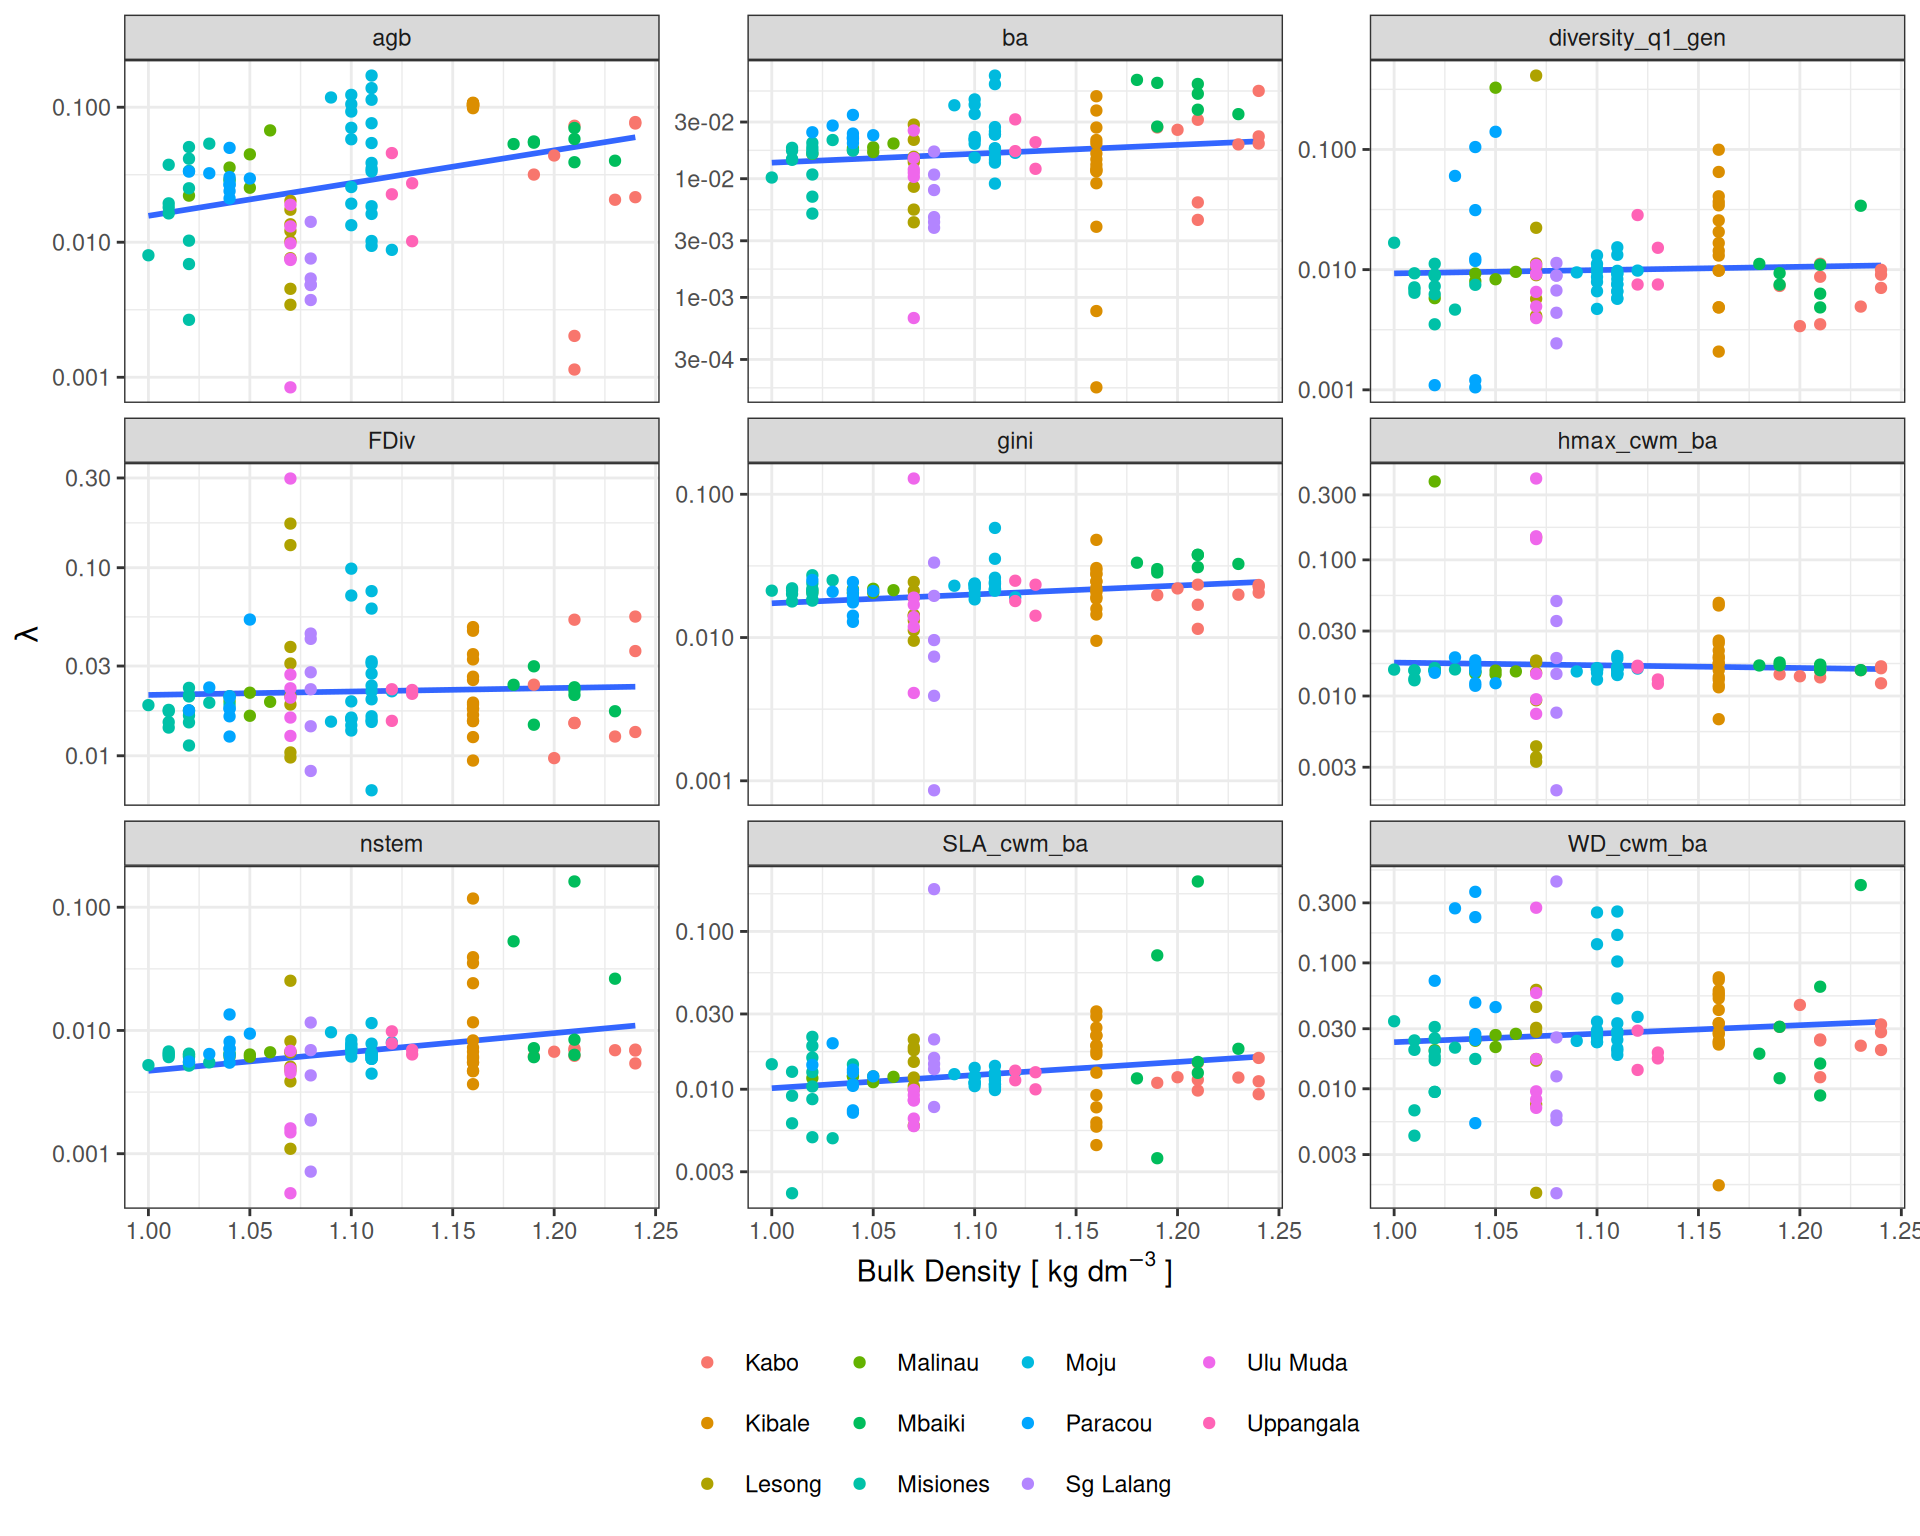 agb
ba
diversity_q1_gen
0.100
0.010
0.001
3e-02
1e-02
3e-03
1e-03
3e-04
0.100
0.010
0.001
FDiv
gini
hmax_cwm_ba
0.30
0.10
0.03
0.01
0.100
0.010
0.001
0.300
0.100
0.030
0.010
0.003
λ
nstem
SLA_cwm_ba
WD_cwm_ba
0.100
0.010
0.001
0.100
0.030
0.010
0.003
0.300
0.100
0.030
0.010
0.003
1.00 1.05 1.10 1.15 1.20 1.25
1.00 1.05 1.10 1.15 1.20 1.25
1.00 1.05 1.10 1.15 1.20 1.25
Bulk Density [ kg dm⁻³ ]
Kabo Malinau Moju Ulu Muda
Kibale Mbaiki Paracou Uppangala
Lesong Misiones Sg Lalang